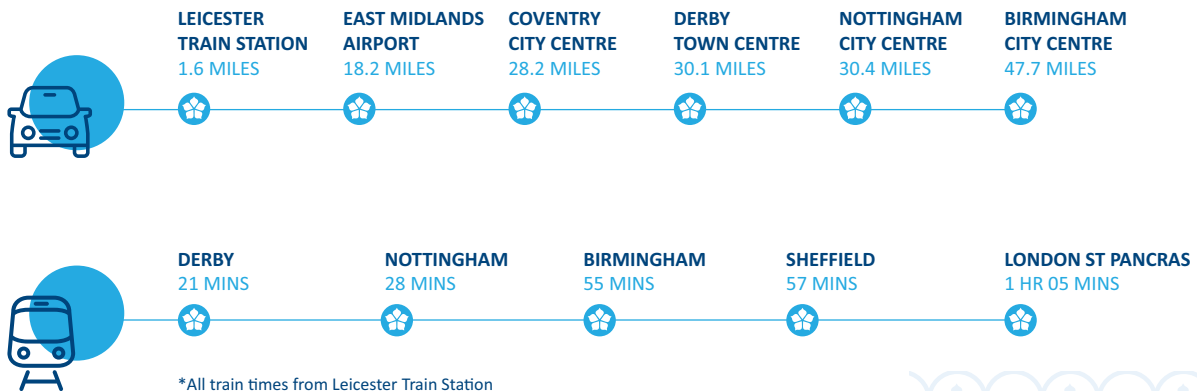 LEICESTER
TRAIN STATION
1.6 MILES
EAST MIDLANDS
AIRPORT
18.2 MILES
COVENTRY
CITY CENTRE
28.2 MILES
DERBY
TOWN CENTRE
30.1 MILES
NOTTINGHAM
CITY CENTRE
30.4 MILES
BIRMINGHAM
CITY CENTRE
47.7 MILES
DERBY
21 MINS
NOTTINGHAM
28 MINS
BIRMINGHAM
55 MINS
SHEFFIELD
57 MINS
LONDON ST PANCRAS
1 HR 05 MINS
*All train times from Leicester Train Station